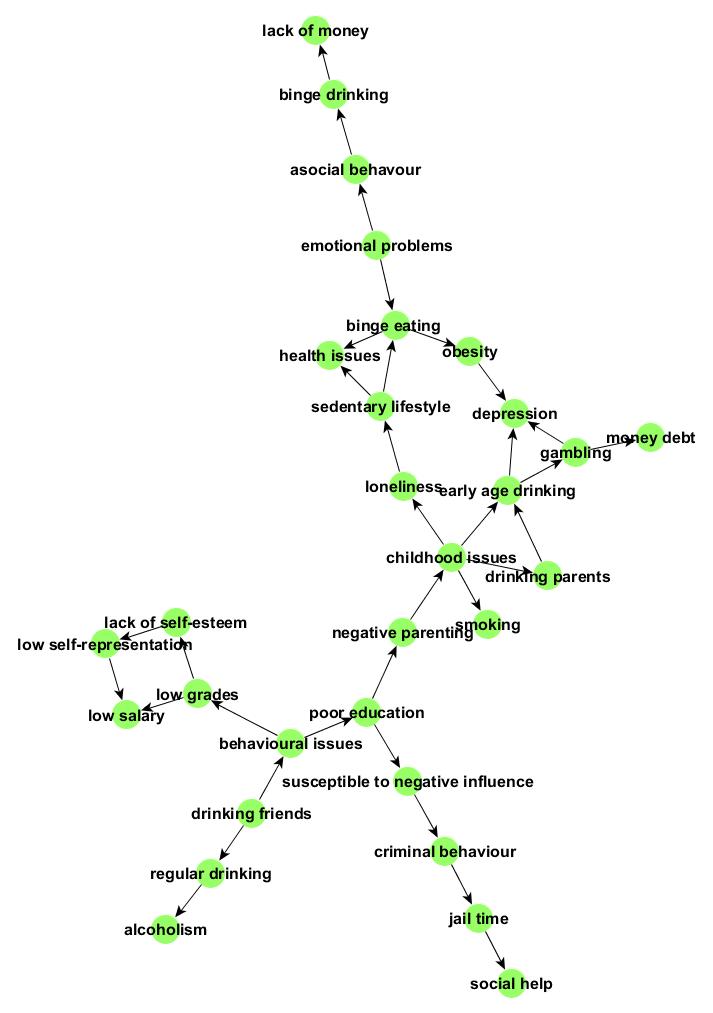 lack of money
binge drinking
asocial behavour
emotional problems
binge eating
health issues
obesity
sedentary lifestyle
depression
money debt
gambling
loneliness
early age drinking
childhood issues
drinking parents
lack of self-esteem
smoking
negative parenting
low self-representation
low grades
poor education
low salary
behavioural issues
susceptible to negative influence
drinking friends
criminal behaviour
regular drinking
jail time
alcoholism
social help